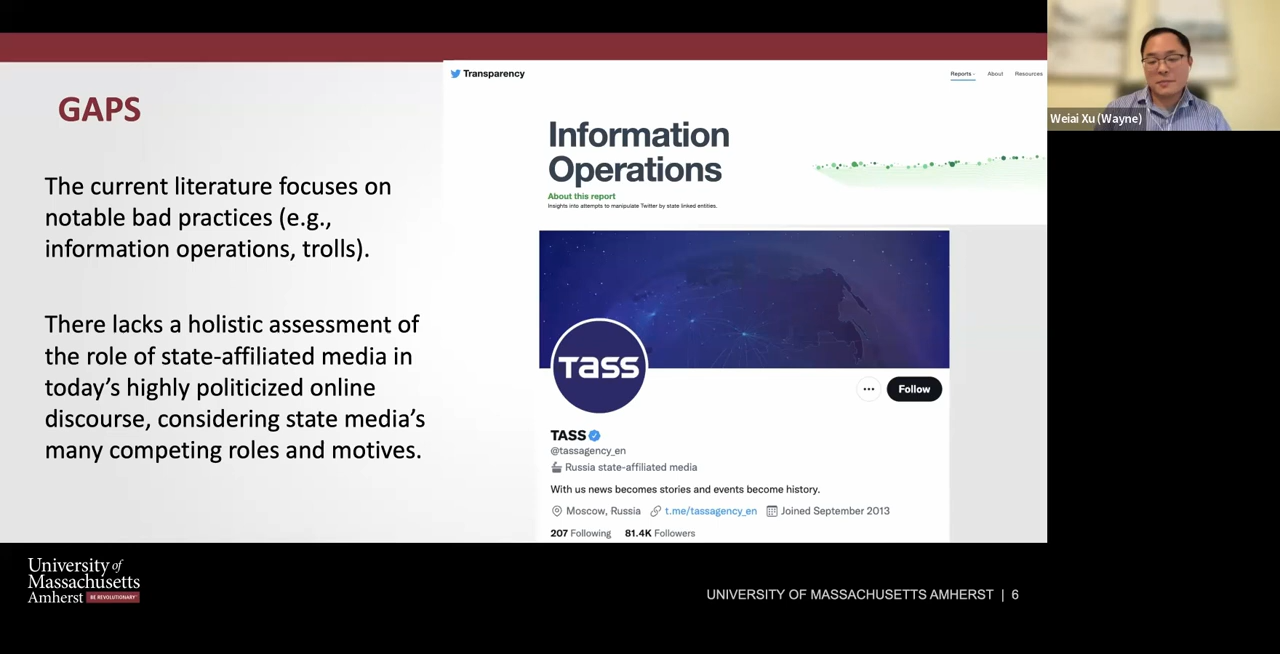 GAPS
The current literature focuses on
notable bad practices (e.g.,
information operations, trolls).
There lacks a holistic assessment of
the role of state-affiliated media in
today’s highly politicized online
discourse, considering state media’s
many competing roles and motives.
Transparency
Reports
About
Resources
Information
Operations
About this report
Insights into attempts to manipulate Twitter by state linked entities.
TASS
Follow
TASS
@tassagency_en
Russia state-affiliated media
With us news becomes stories and events become history.
Moscow, Russia t.me/tassagency_en Joined September 2013
207 Following 81.4K Followers
Weiai Xu (Wayne)
University of
Massachusetts
Amherst BE REVOLUTIONARY™
UNIVERSITY OF MASSACHUSETTS AMHERST | 6